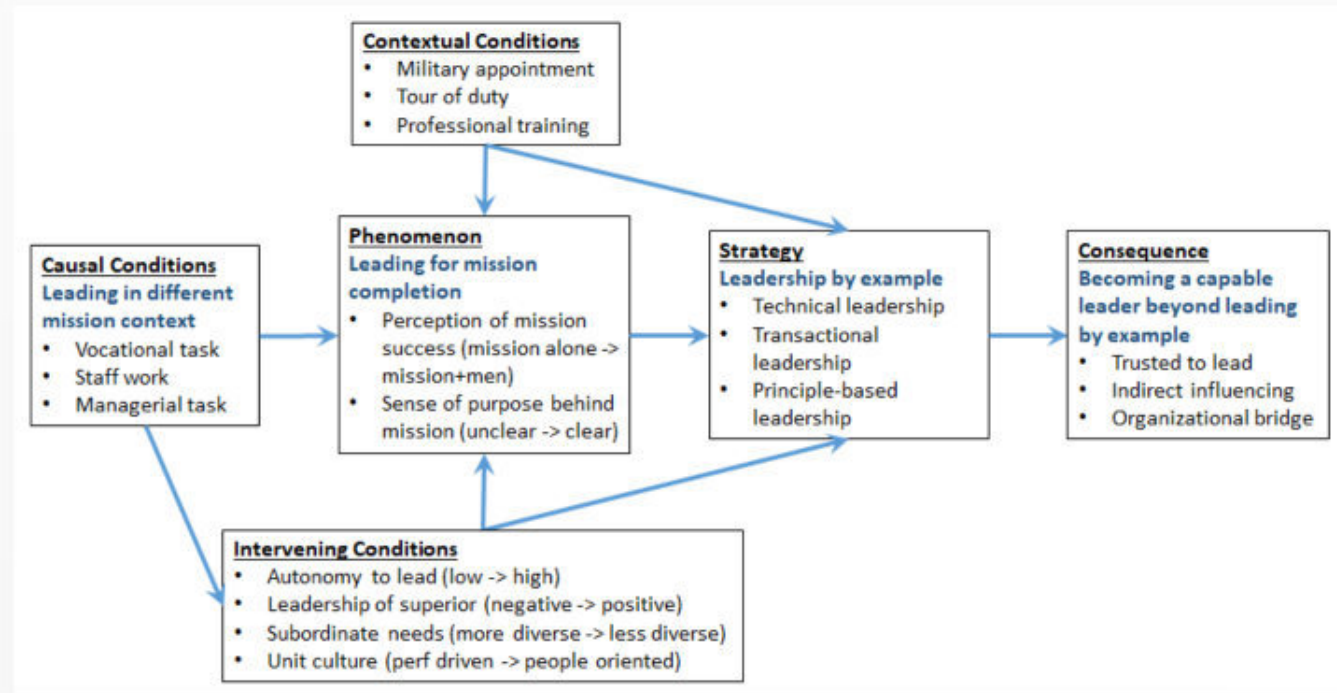 Contextual Conditions
• Military appointment
• Tour of duty
• Professional training
Causal Conditions
Leading in different
mission context
• Vocational task
• Staff work
• Managerial task
Phenomenon
Leading for mission
completion
• Perception of mission
success (mission alone ->
mission+men)
• Sense of purpose behind
mission (unclear -> clear)
Strategy
Leadership by example
• Technical leadership
• Transactional
leadership
• Principle-based
leadership
Consequence
Becoming a capable
leader beyond leading
by example
• Trusted to lead
• Indirect influencing
• Organizational bridge
Intervening Conditions
• Autonomy to lead (low -> high)
• Leadership of superior (negative -> positive)
• Subordinate needs (more diverse -> less diverse)
• Unit culture (perf driven -> people oriented)